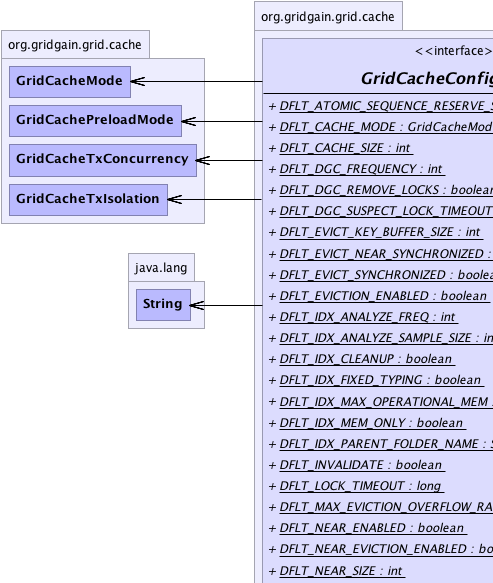 org.gridgain.grid.cache
GridCacheMode
GridCachePreloadMode
GridCacheTxConcurrency
GridCacheTxIsolation
java.lang
String
org.gridgain.grid.cache
<<interface>
GridCacheConfig
+ DFLT_ATOMIC_SEQUENCE_RESERVE_S
+ DFLT_CACHE_MODE : GridCacheMod
+ DFLT_CACHE_SIZE : int
+ DFLT_DGC_FREQUENCY : int
+ DFLT_DGC_REMOVE_LOCKS : boolean
+ DFLT_DGC_SUSPECT_LOCK_TIMEOUT
+ DFLT_EVICT_KEY_BUFFER_SIZE : int
+ DFLT_EVICT_NEAR_SYNCHRONIZED :
+ DFLT_EVICT_SYNCHRONIZED : boolea
+ DFLT_EVICTION_ENABLED : boolean
+ DFLT_IDX_ANALYZE_FREQ : int
+ DFLT_IDX_ANALYZE_SAMPLE_SIZE : in
+ DFLT_IDX_CLEANUP : boolean
+ DFLT_IDX_FIXED_TYPING : boolean
+ DFLT_IDX_MAX_OPERATIONAL_MEM :
+ DFLT_IDX_MEM_ONLY : boolean
+ DFLT_IDX_PARENT_FOLDER_NAME : S
+ DFLT_INVALIDATE : boolean
+ DFLT_LOCK_TIMEOUT : long
+ DFLT_MAX_EVICTION_OVERFLOW_RA
+ DFLT_NEAR_ENABLED : boolean
+ DFLT_NEAR_EVICTION_ENABLED : bo
+ DFLT_NEAR_SIZE : int